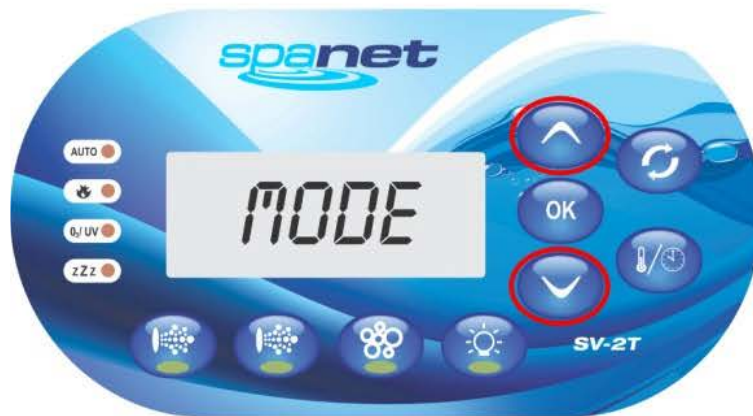 spanet
AUTO
O₃/ UV
zZz
MODE
OK
SV-2T